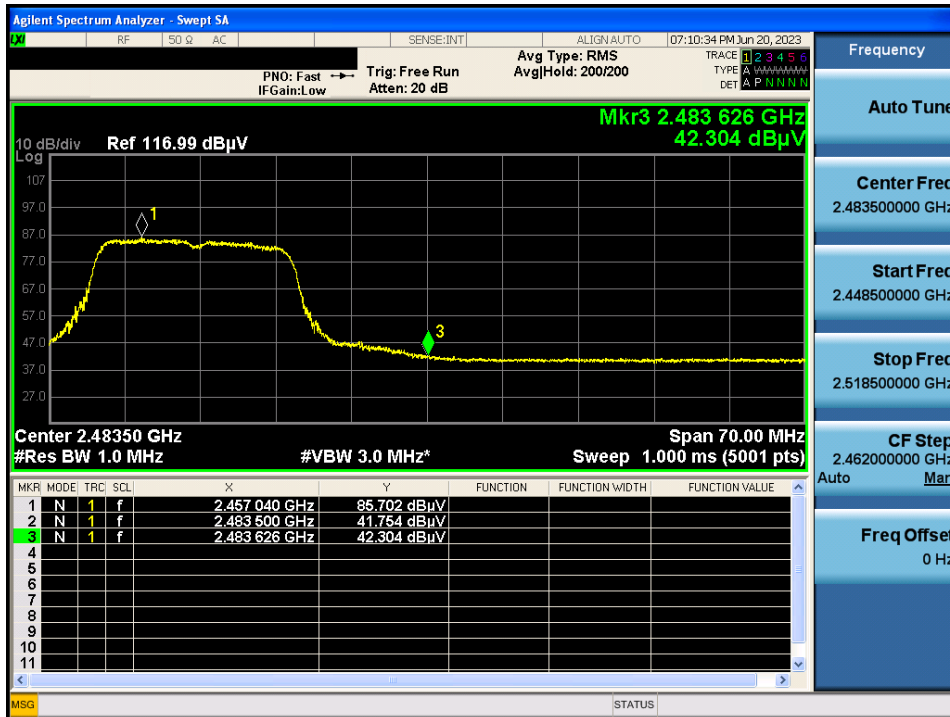 Agilent Spectrum Analyzer - Swept SA
LXI RF 50 Ω AC SENSE:INT ALIGN AUTO 07:10:34 PM Jun 20, 2023
PNO: Fast
IFGain:Low
Trig: Free Run
Atten: 20 dB
Avg Type: RMS
Avg|Hold: 200/200
TRACE 1 2 3 4 5 6
TYPE A WWWWW
DET A P N N N N
Mkr3 2.483 626 GHz
42.304 dBµV
10 dB/div Ref 116.99 dBµV
Log
107
97.0
87.0
77.0
67.0
57.0
47.0
37.0
27.0
1
3
Center 2.48350 GHz Span 70.00 MHz
#Res BW 1.0 MHz #VBW 3.0 MHz* Sweep 1.000 ms (5001 pts)
MKR MODE TRC SCL X Y FUNCTION FUNCTION WIDTH FUNCTION VALUE
1 N 1 f 2.457 040 GHz 85.702 dBµV
2 N 1 f 2.483 500 GHz 41.754 dBµV
3 N 1 f 2.483 626 GHz 42.304 dBµV
4
5
6
7
8
9
10
11
MSG STATUS
Frequency
Auto Tune
Center Freq
2.483500000 GHz
Start Freq
2.448500000 GHz
Stop Freq
2.518500000 GHz
CF Step
2.462000000 GHz
Auto Man
Freq Offset
0 Hz